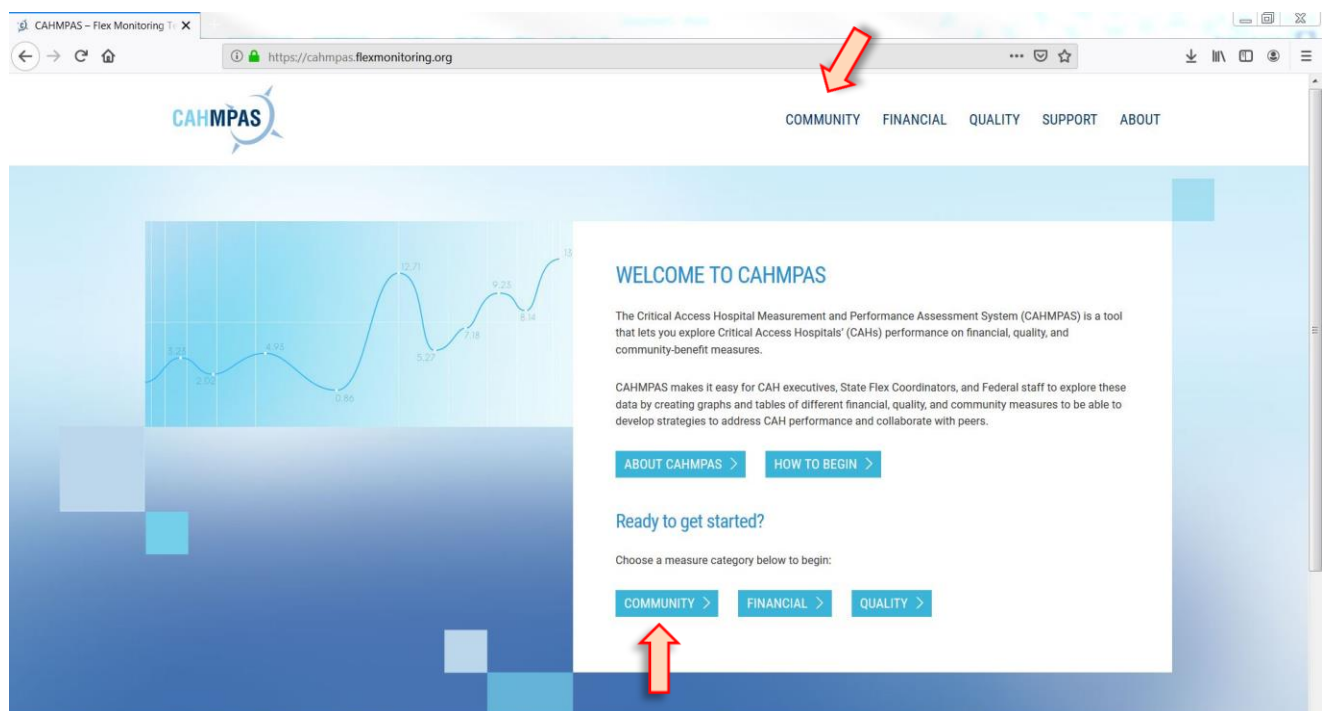 CAHMPAS – Flex Monitoring Te
https://cahmpas.flexmonitoring.org
CAHMPAS
COMMUNITY FINANCIAL QUALITY SUPPORT ABOUT
3.25
2.02
4.93
0.86
12.71
5.27
7.18
9.23
8.14
13
WELCOME TO CAHMPAS
The Critical Access Hospital Measurement and Performance Assessment System (CAHMPAS) is a tool
that lets you explore Critical Access Hospitals' (CAHs) performance on financial, quality, and
community-benefit measures.
CAHMPAS makes it easy for CAH executives, State Flex Coordinators, and Federal staff to explore these
data by creating graphs and tables of different financial, quality, and community measures to be able to
develop strategies to address CAH performance and collaborate with peers.
ABOUT CAHMPAS > HOW TO BEGIN >
Ready to get started?
Choose a measure category below to begin:
COMMUNITY > FINANCIAL > QUALITY >